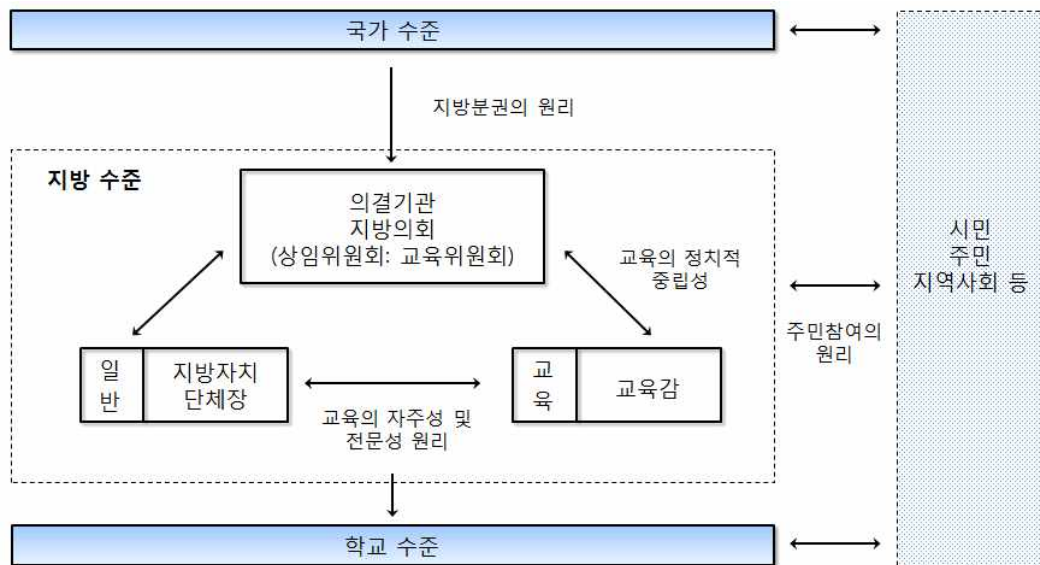 국가 수준
지방분권의 원리
지방 수준
의결기관
지방의회
(상임위원회: 교육위원회)
교육의 정치적
중립성
시민
주민
지역사회 등
주민참여의
원리
일
반
지방자치
단체장
교
육
교육감
교육의 자주성 및
전문성 원리
학교 수준